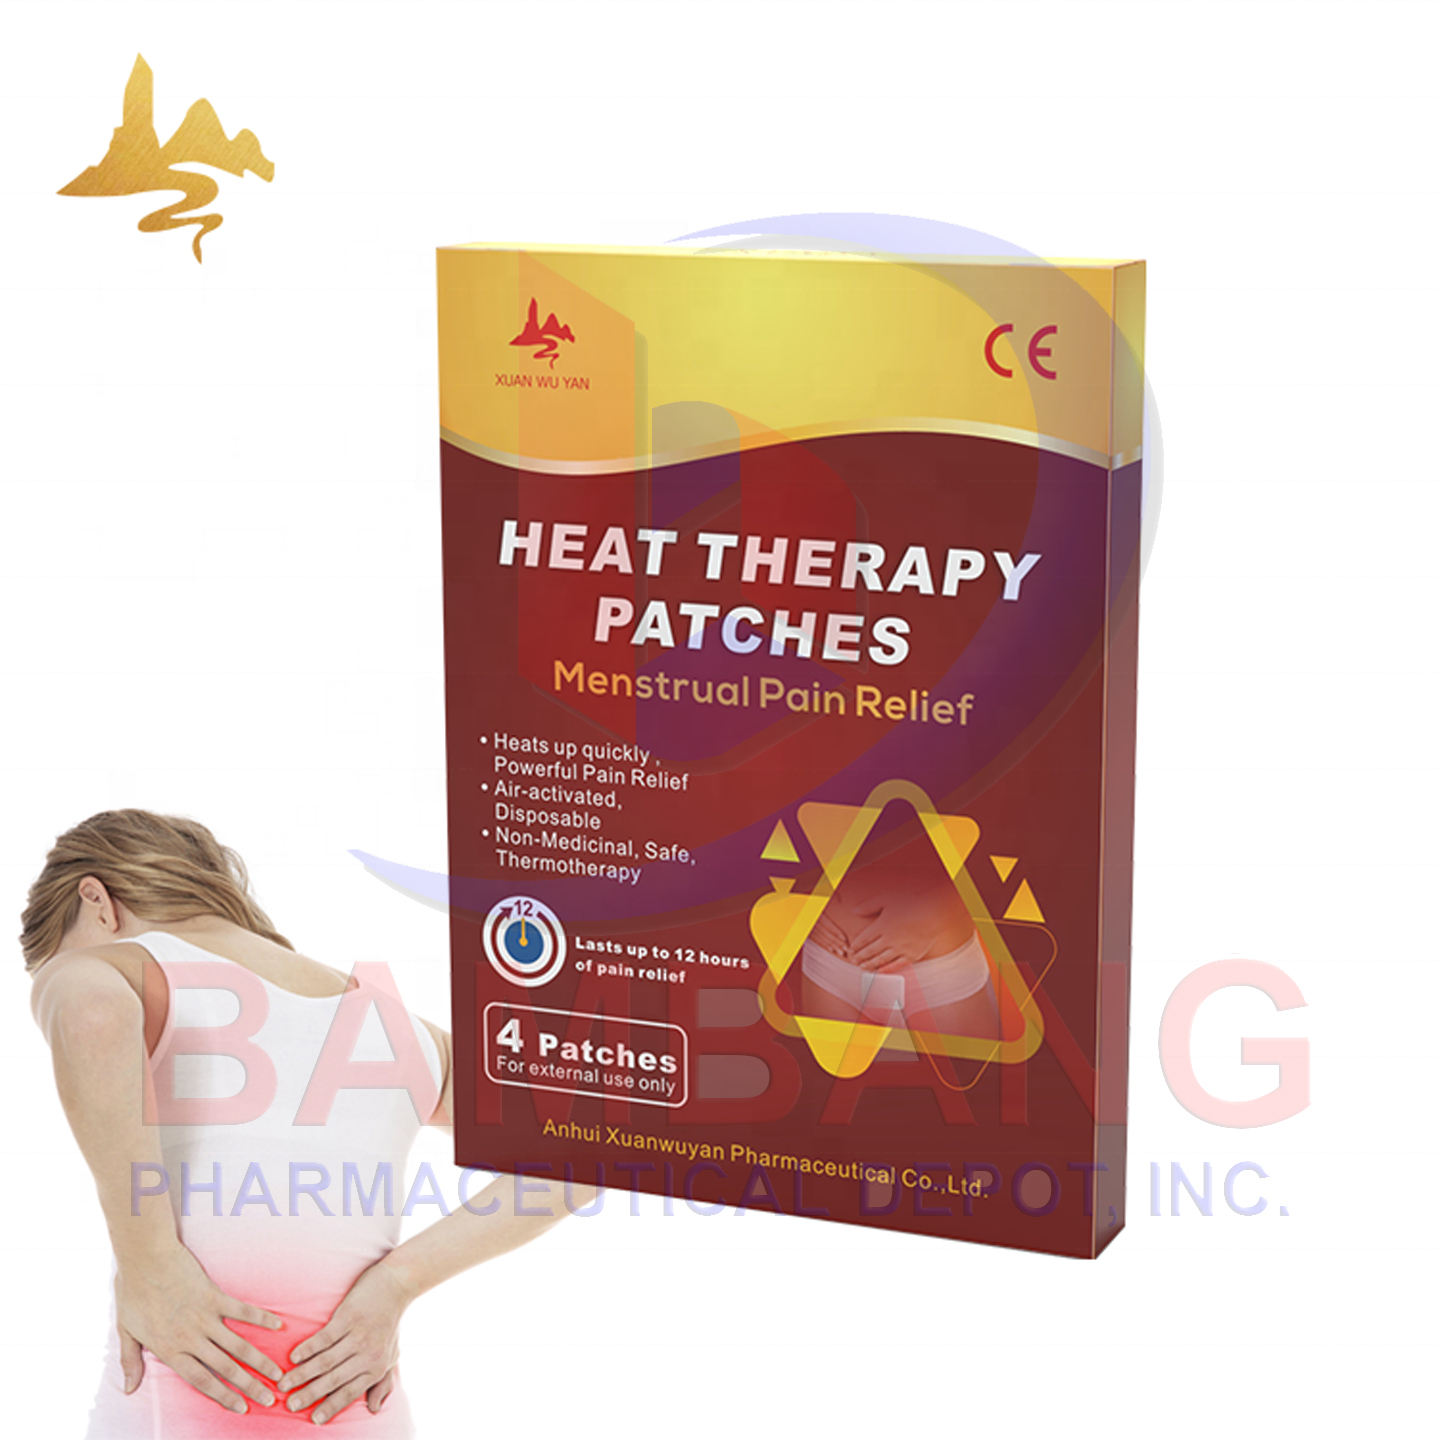 XUAN WU YAN
CE
HEAT THERAPY
PATCHES
Menstrual Pain Relief
• Heats up quickly ,
Powerful Pain Relief
• Air-activated,
Disposable
• Non-Medicinal, Safe,
Thermotherapy
12
Lasts up to 12 hours
of pain relief
4 Patches
For external use only
Anhui Xuanwuyan Pharmaceutical Co.,Ltd.
BAMBANG
PHARMACEUTICAL DEPOT, INC.